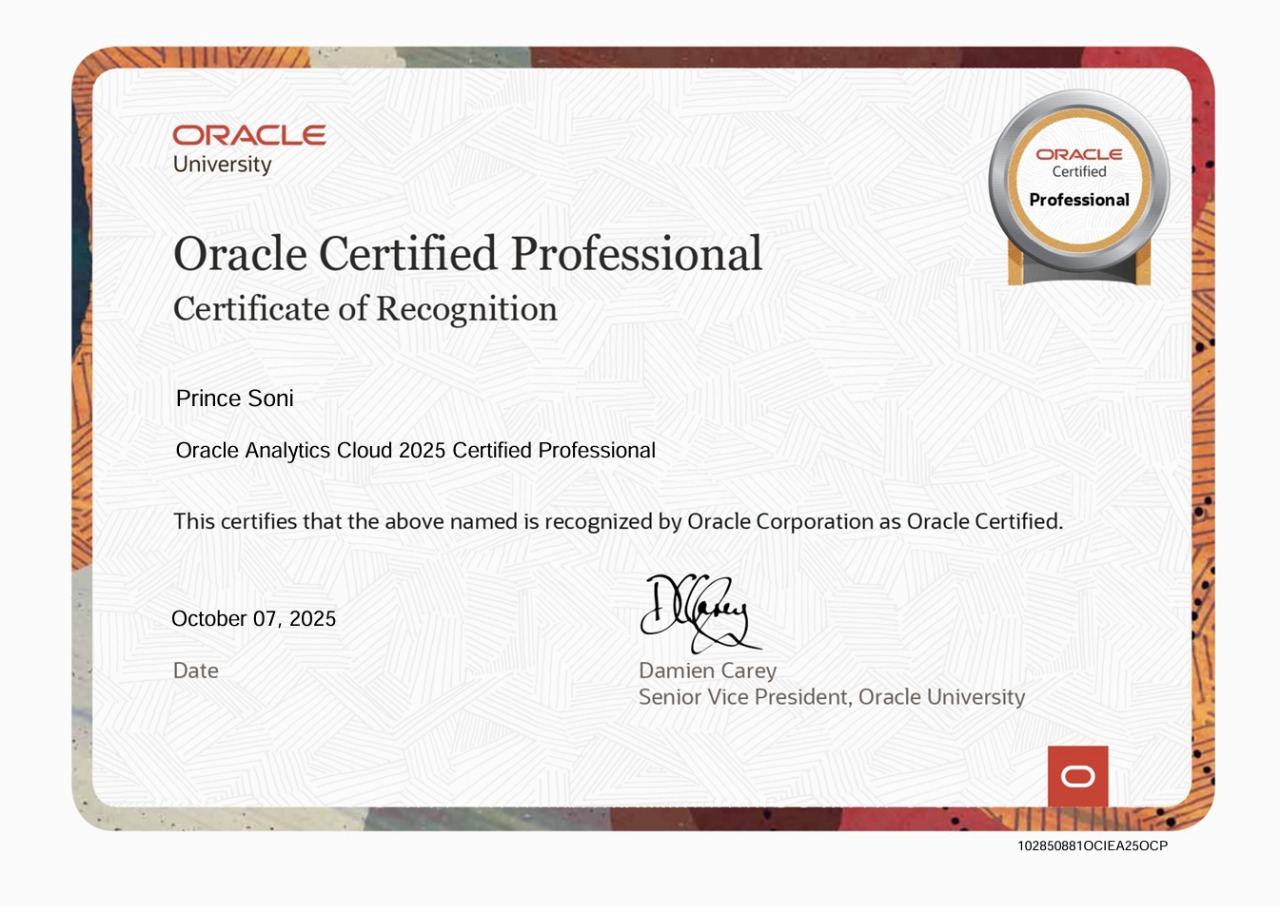 ORACLE
University
ORACLE
Certified
Professional
Oracle Certified Professional
Certificate of Recognition
Prince Soni
Oracle Analytics Cloud 2025 Certified Professional
This certifies that the above named is recognized by Oracle Corporation as Oracle Certified.
DCarey
October 07, 2025
Date
Damien Carey
Senior Vice President, Oracle University
102850881OCIEA25OCP